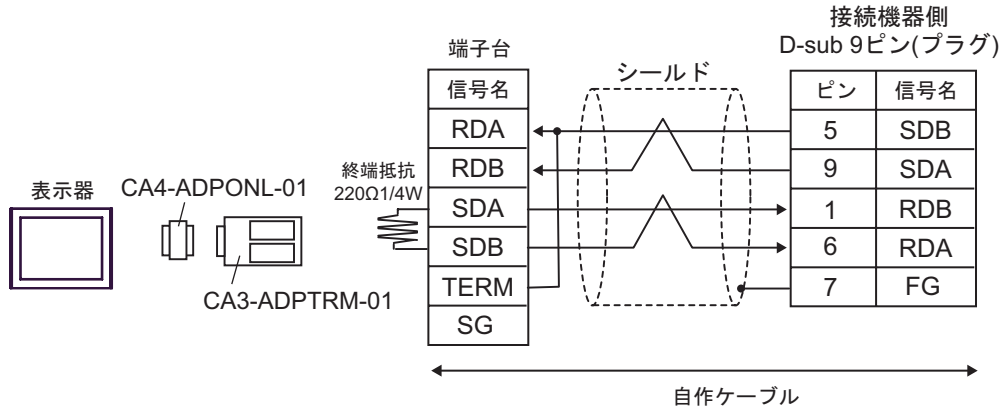 接続機器側
D-sub 9ピン(プラグ)
端子台
シールド
信号名
ピン 信号名
RDA 5 SDB
RDB 9 SDA
終端抵抗
220Ω1/4W
表示器
CA4-ADPONL-01
SDA 1 RDB
SDB 6 RDA
TERM 7 FG
CA3-ADPTRM-01
SG
自作ケーブル